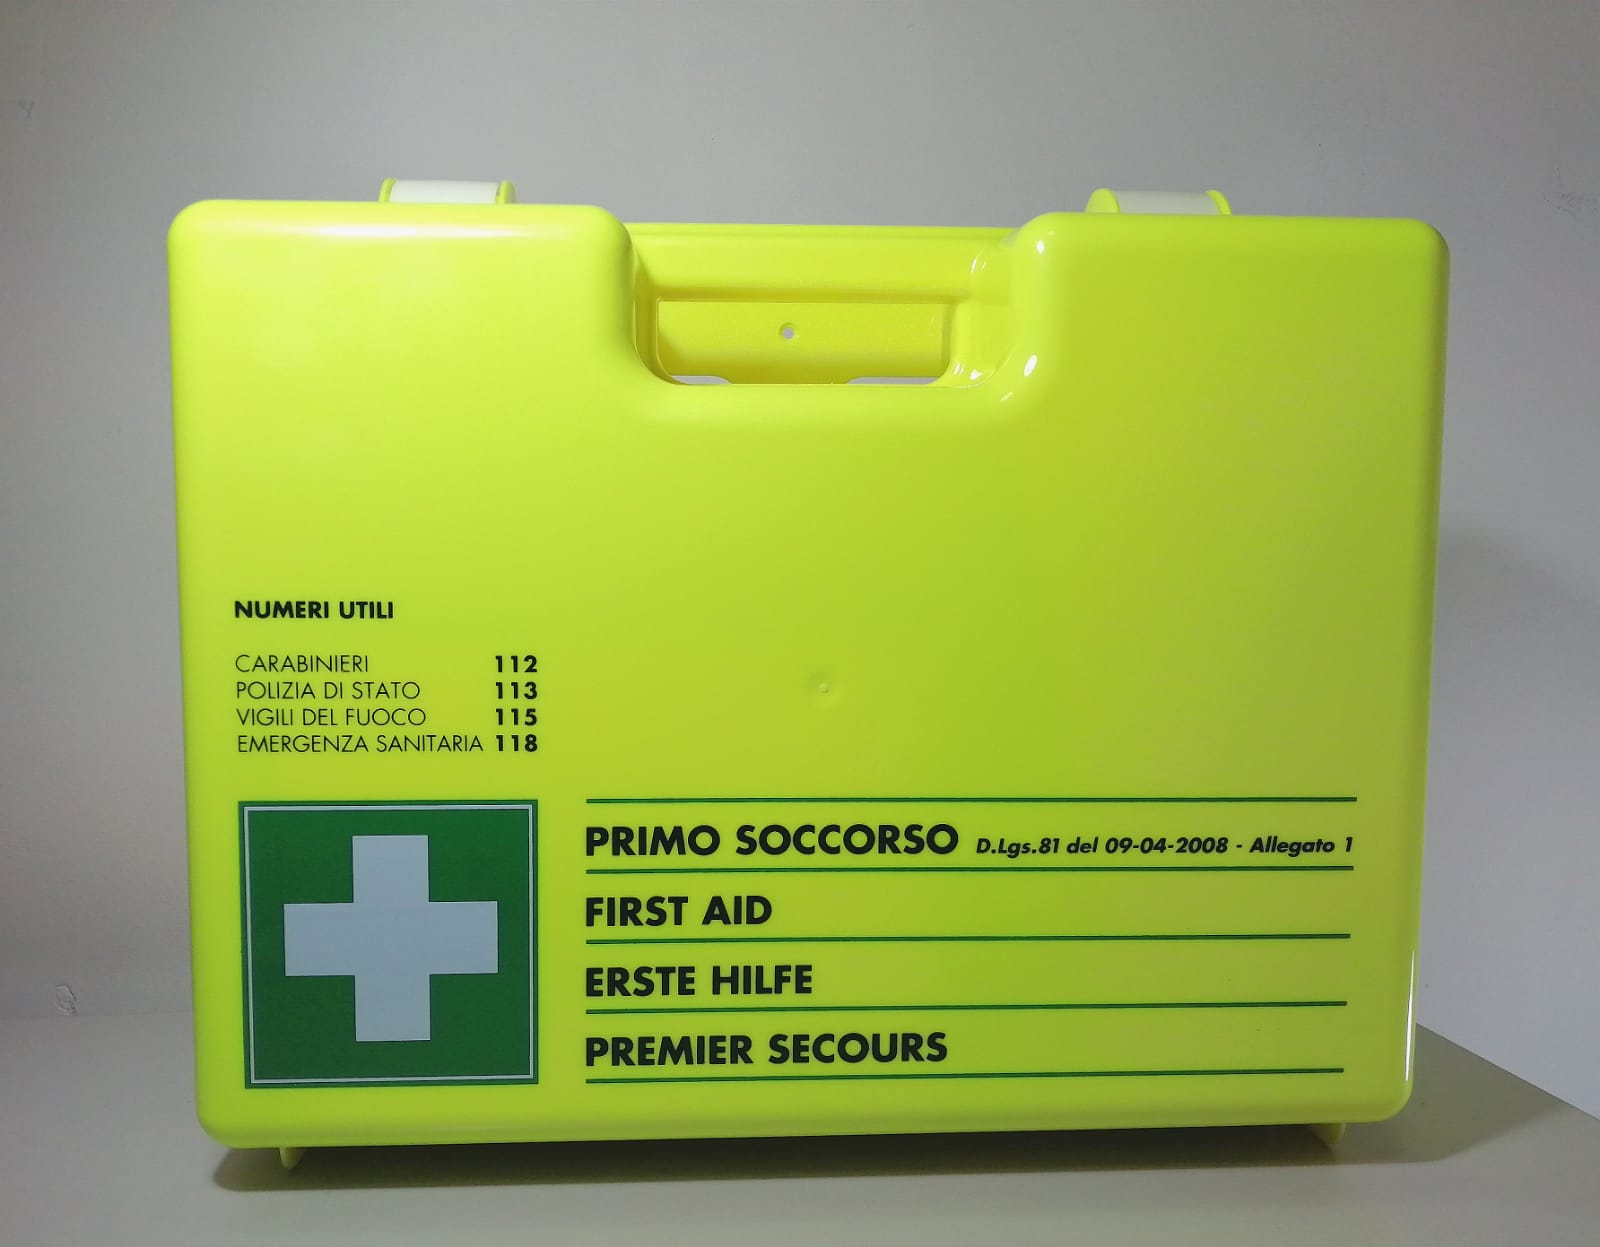 NUMERI UTILI
CARABINIERI 112
POLIZIA DI STATO 113
VIGILI DEL FUOCO 115
EMERGENZA SANITARIA 118
PRIMO SOCCORSO D.Lgs.81 del 09-04-2008 - Allegato 1
FIRST AID
ERSTE HILFE
PREMIER SECOURS